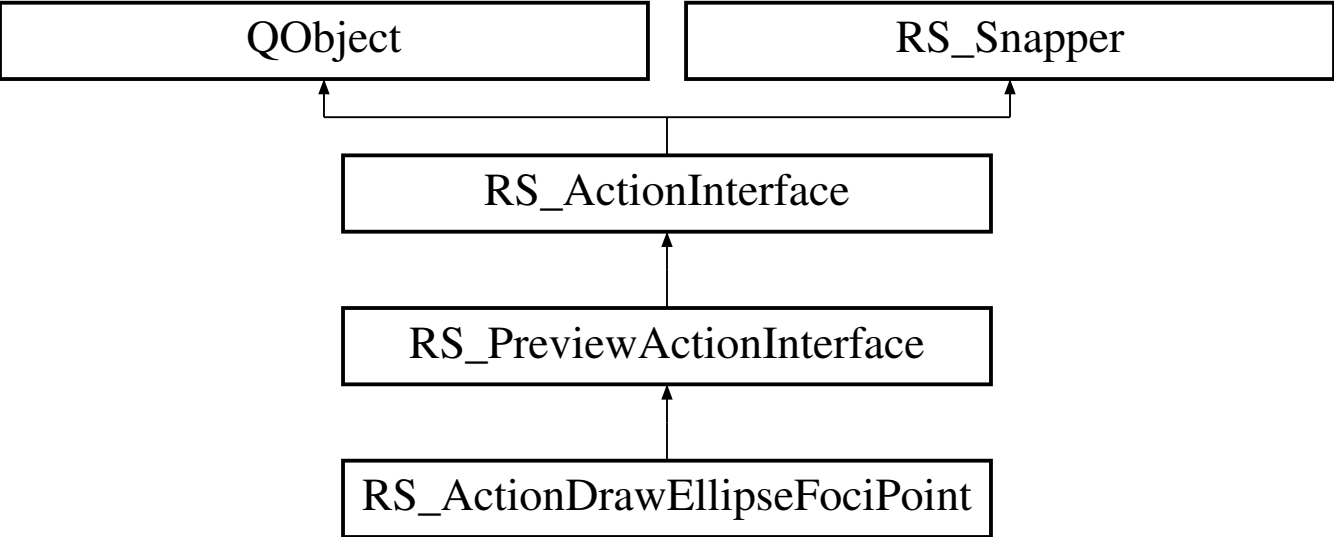 QObject
RS_Snapper
RS_ActionInterface
RS_PreviewActionInterface
RS_ActionDrawEllipseFociPoint